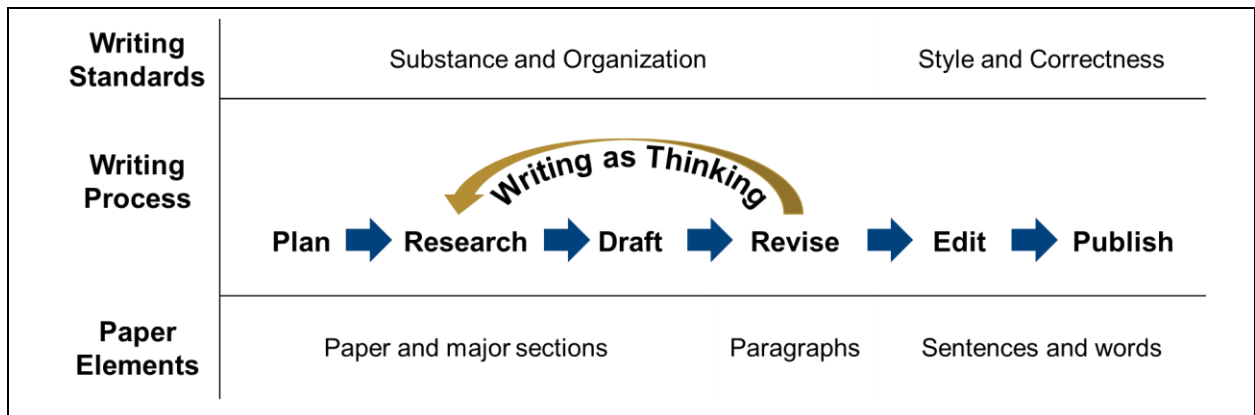 Writing
Standards
Substance and Organization
Style and Correctness
Writing
Process
Writing as Thinking
Plan
Research
Draft
Revise
Edit
Publish
Paper
Elements
Paper and major sections
Paragraphs
Sentences and words